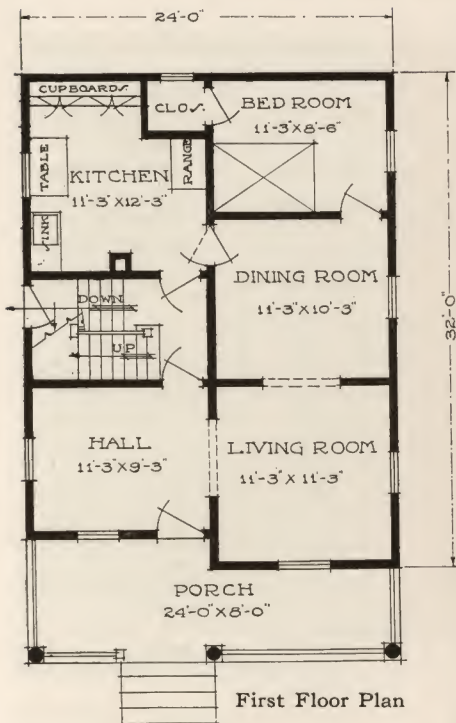 24'-0"
CUPBOARDS
CLOS.
BED ROOM
11'-3"X8'-6"
TABLE
KITCHEN
11'-3"X12'-3"
RANGE
SINK
DINING ROOM
11'-3"X10'-3"
32'-0"
DOWN
UP
HALL
11'-3"X9'-3"
LIVING ROOM
11'-3" X 11'-3"
PORCH
24'-0"X8'-0"
First Floor Plan